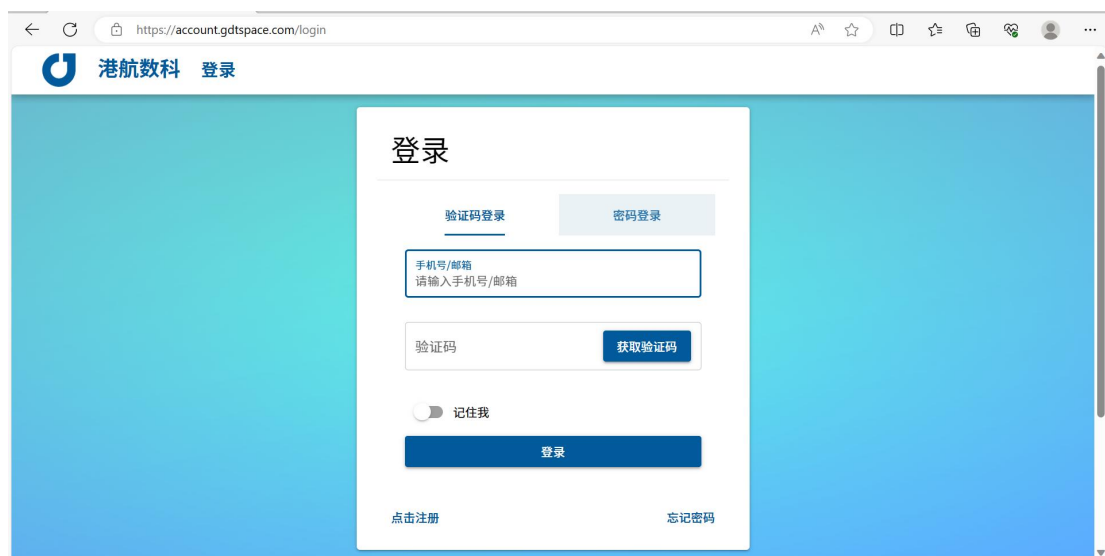 https://account.gdtspace.com/login
港航数科 登录
登录
验证码登录 密码登录
手机号/邮箱
请输入手机号/邮箱
验证码 获取验证码
记住我
登录
点击注册 忘记密码